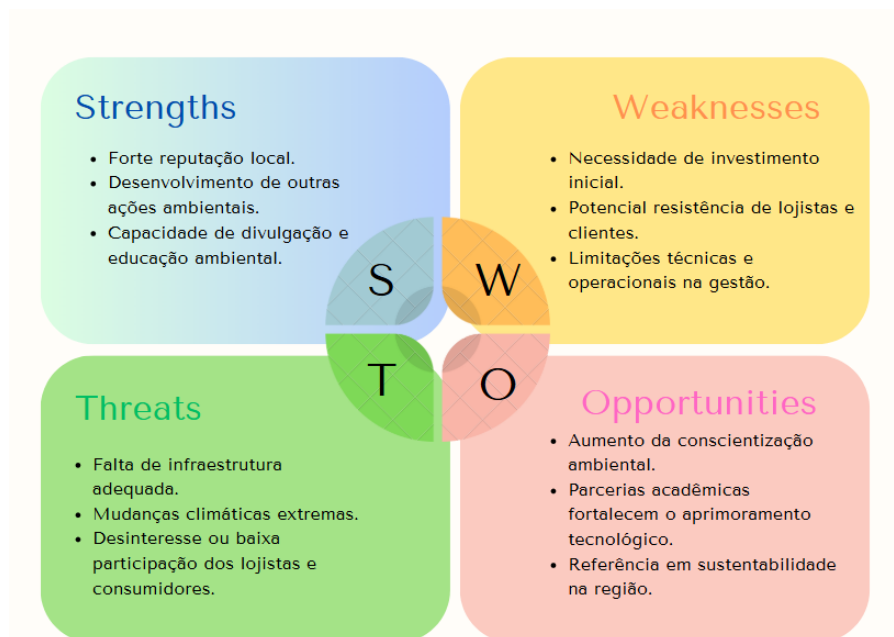 Strengths
• Forte reputação local.
• Desenvolvimento de outras
ações ambientais.
• Capacidade de divulgação e
educação ambiental.
Weaknesses
• Necessidade de investimento
inicial.
• Potencial resistência de lojistas e
clientes.
• Limitações técnicas e
operacionais na gestão.
S
W
T
O
Threats
• Falta de infraestrutura
adequada.
• Mudanças climáticas extremas.
• Desinteresse ou baixa
participação dos lojistas e
consumidores.
Opportunities
• Aumento da conscientização
ambiental.
• Parcerias acadêmicas
fortalecem o aprimoramento
tecnológico.
• Referência em sustentabilidade
na região.